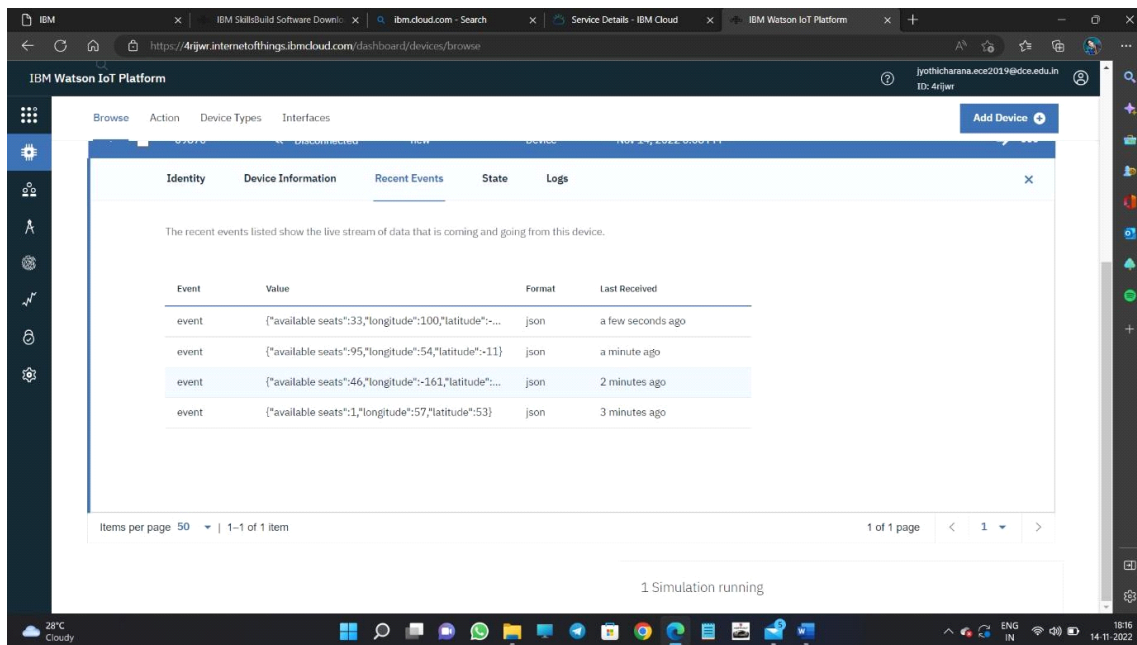 IBM
IBM SkillsBuild Software Downlo
ibm.cloud.com - Search
Service Details - IBM Cloud
IBM Watson IoT Platform
https://4rijwr.internetofthings.ibmcloud.com/dashboard/devices/browse
IBM Watson IoT Platform
jyothicharana.ece2019@dce.edu.in
ID: 4rijwr
Browse Action Device Types Interfaces
Add Device
Disconnected
Identity Device Information Recent Events State Logs
The recent events listed show the live stream of data that is coming and going from this device.
Event Value Format Last Received
event {"available seats":33,"longitude":100,"latitude":-... json a few seconds ago
event {"available seats":95,"longitude":54,"latitude":-11} json a minute ago
event {"available seats":46,"longitude":-161,"latitude":... json 2 minutes ago
event {"available seats":1,"longitude":57,"latitude":53} json 3 minutes ago
Items per page 50 | 1–1 of 1 item
1 of 1 page < 1 >
1 Simulation running
28°C
Cloudy
ENG
IN
18:16
14-11-2022